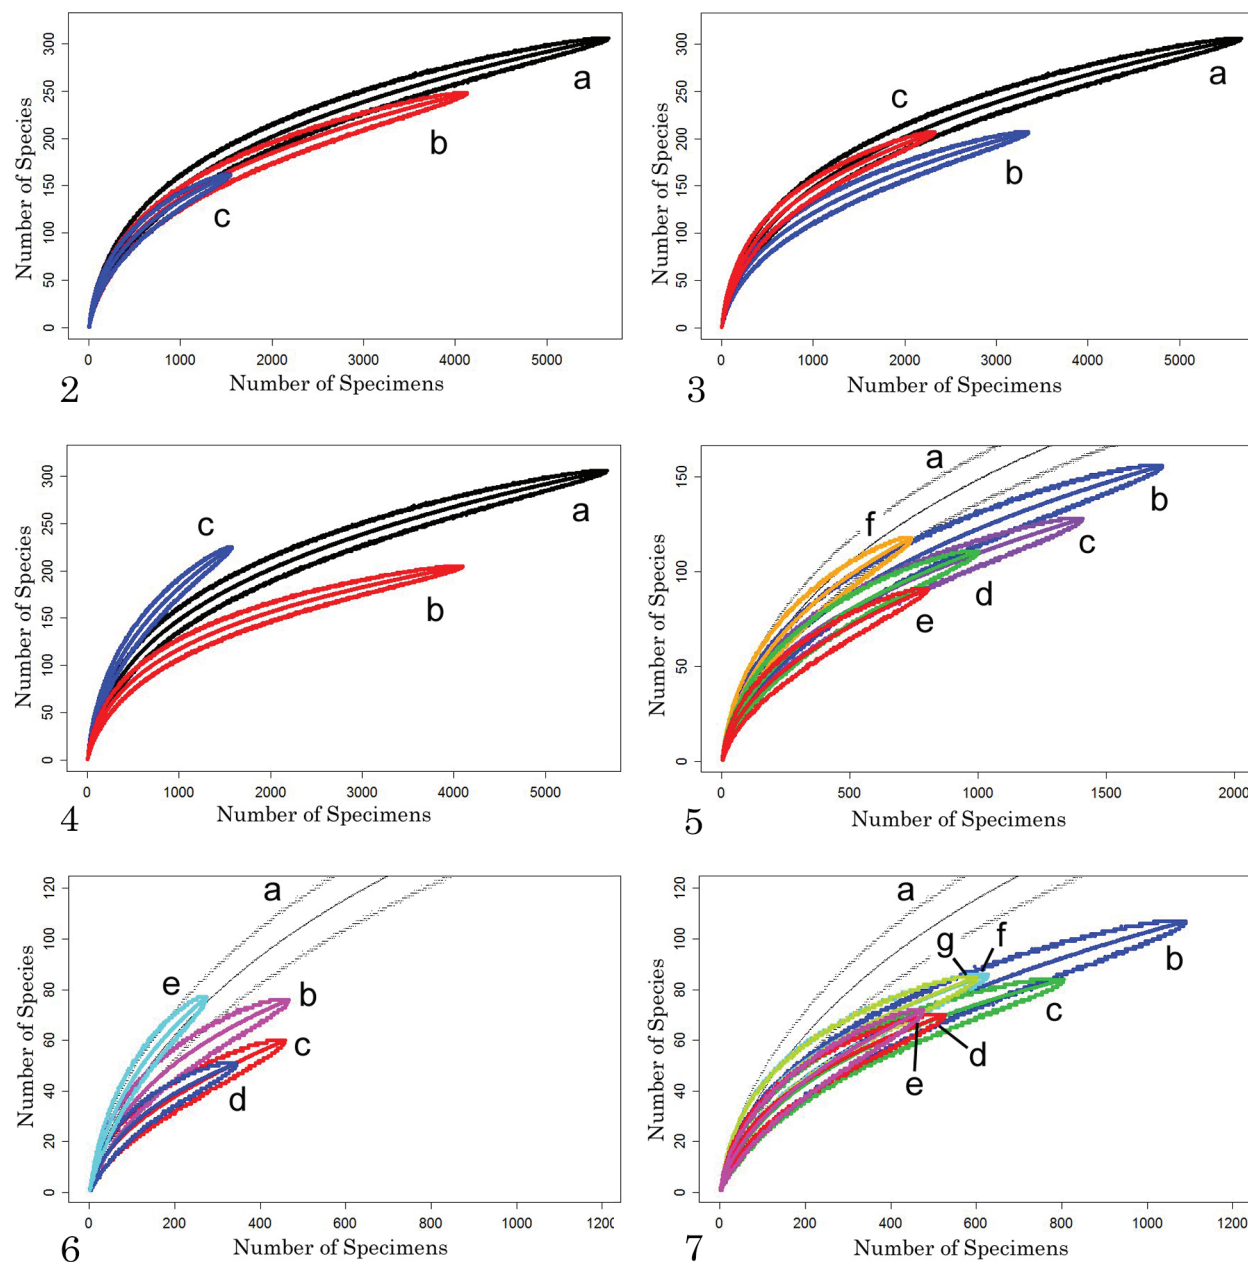 Number of Species
300
250
200
150
100
50
0
a
b
c
0 1000 2000 3000 4000 5000
Number of Specimens
2
Number of Species
300
250
200
150
100
50
0
c
a
b
0 1000 2000 3000 4000 5000
Number of Specimens
3
Number of Species
300
250
200
150
100
50
0
c
a
b
0 1000 2000 3000 4000 5000
Number of Specimens
4
Number of Species
150
100
50
0
a
b
f
c
d
e
0 500 1000 1500 2000
Number of Specimens
5
Number of Species
120
100
80
60
40
20
0
a
e
b
c
d
0 200 400 600 800 1000 1200
Number of Specimens
6
Number of Species
120
100
80
60
40
20
0
a
g f
b
c
d
e
0 200 400 600 800 1000 1200
Number of Specimens
7